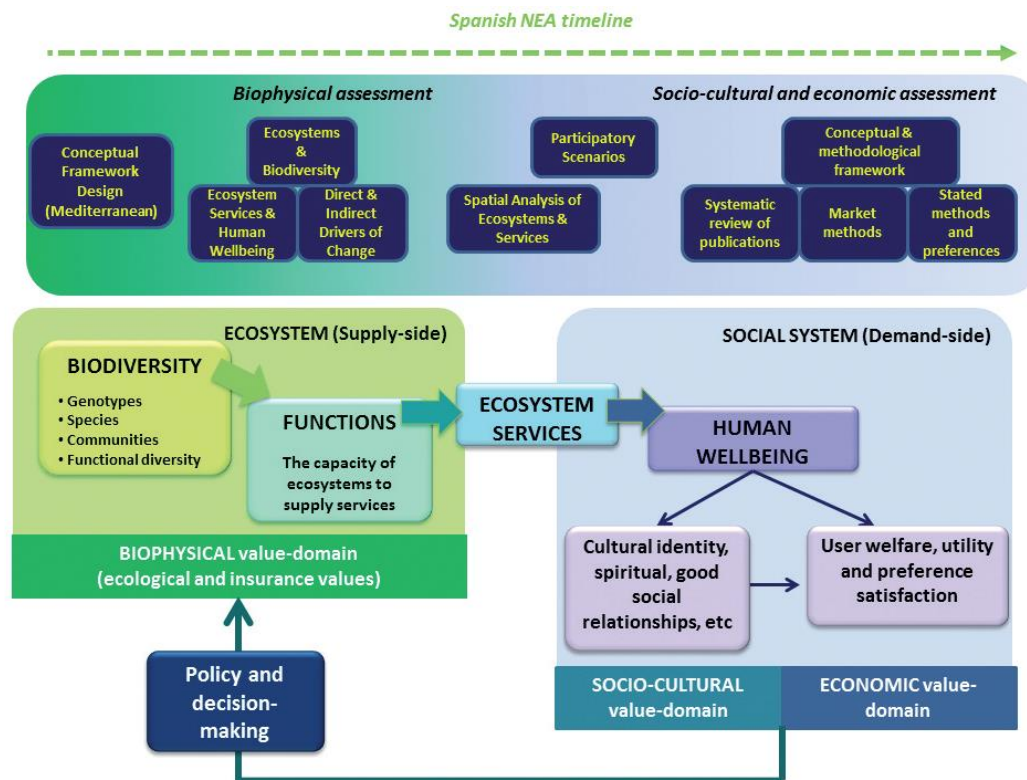 Spanish NEA timeline
Biophysical assessment
Socio-cultural and economic assessment
Conceptual
Framework
Design
(Mediterranean)
Ecosystems
&
Biodiversity
Ecosystem
Services &
Human
Wellbeing
Direct &
Indirect
Drivers of
Change
Participatory
Scenarios
Spatial Analysis of
Ecosystems &
Services
Conceptual &
methodological
framework
Systematic
review of
publications
Market
methods
Stated
methods
and
preferences
ECOSYSTEM (Supply-side)
BIODIVERSITY
• Genotypes
• Species
• Communities
• Functional diversity
FUNCTIONS
The capacity of
ecosystems to
supply services
BIOPHYSICAL value-domain
(ecological and insurance values)
ECOSYSTEM
SERVICES
SOCIAL SYSTEM (Demand-side)
HUMAN
WELLBEING
Cultural identity,
spiritual, good
social
relationships, etc
User welfare, utility
and preference
satisfaction
SOCIO-CULTURAL
value-domain
ECONOMIC value-
domain
Policy and
decision-
making